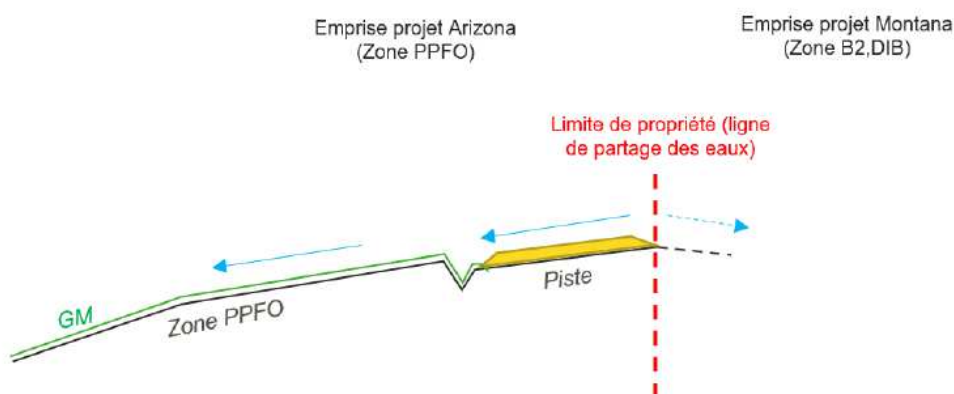 Emprise projet Arizona
(Zone PPFO)
Emprise projet Montana
(Zone B2,DIB)
Limite de propriété (ligne
de partage des eaux)
Piste
Zone PPFO
GM